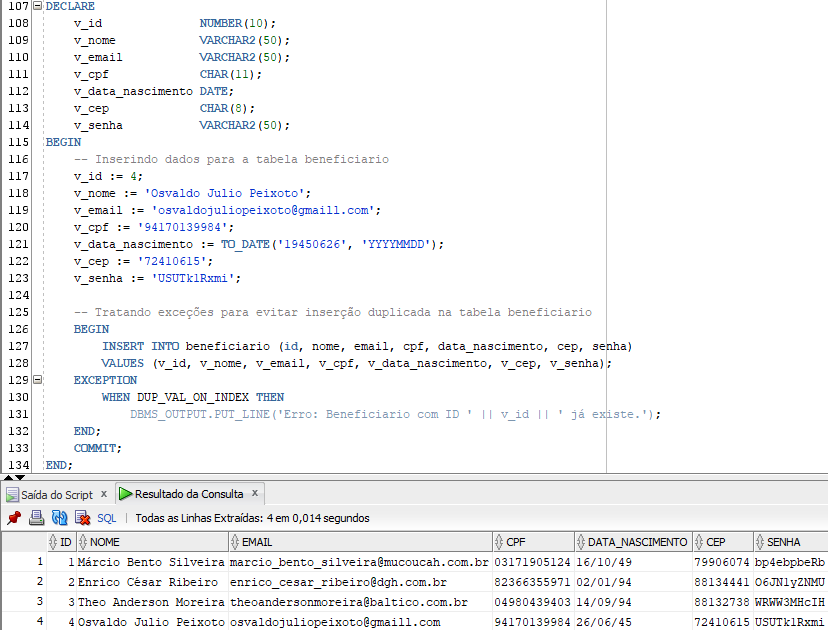 107 DECLARE
108 v_id NUMBER(10);
109 v_nome VARCHAR2(50);
110 v_email VARCHAR2(50);
111 v_cpf CHAR(11);
112 v_data_nascimento DATE;
113 v_cep CHAR(8);
114 v_senha VARCHAR2(50);
115 BEGIN
116 -- Inserindo dados para a tabela beneficiario
117 v_id := 4;
118 v_nome := 'Osvaldo Julio Peixoto';
119 v_email := 'osvaldojuliopeixoto@gmaill.com';
120 v_cpf := '94170139984';
121 v_data_nascimento := TO_DATE('19450626', 'YYYYMMDD');
122 v_cep := '72410615';
123 v_senha := 'USUTklRxmi';
124
125 -- Tratando exceções para evitar inserção duplicada na tabela beneficiario
126 BEGIN
127 INSERT INTO beneficiario (id, nome, email, cpf, data_nascimento, cep, senha)
128 VALUES (v_id, v_nome, v_email, v_cpf, v_data_nascimento, v_cep, v_senha);
129 EXCEPTION
130 WHEN DUP_VAL_ON_INDEX THEN
131 DBMS_OUTPUT.PUT_LINE('Erro: Beneficiario com ID ' || v_id || ' já existe.');
132 END;
133 COMMIT;
134 END;
Saída do Script x Resultado da Consulta x
SQL | Todas as Linhas Extraídas: 4 em 0,014 segundos
ID NOME EMAIL CPF DATA_NASCIMENTO CEP SENHA
1 1 Márcio Bento Silveira marcio_bento_silveira@mucoucah.com.br 03171905124 16/10/49 79906074 bp4ebpbeRb
2 2 Enrico César Ribeiro enrico_cesar_ribeiro@dgh.com.br 82366355971 02/01/94 88134441 O6JNlyZNMU
3 3 Theo Anderson Moreira theoandersonmoreira@baltico.com.br 04980439403 14/09/94 88132738 WRWW3MHcIH
4 4 Osvaldo Julio Peixoto osvaldojuliopeixoto@gmaill.com 94170139984 26/06/45 72410615 USUTklRxmi